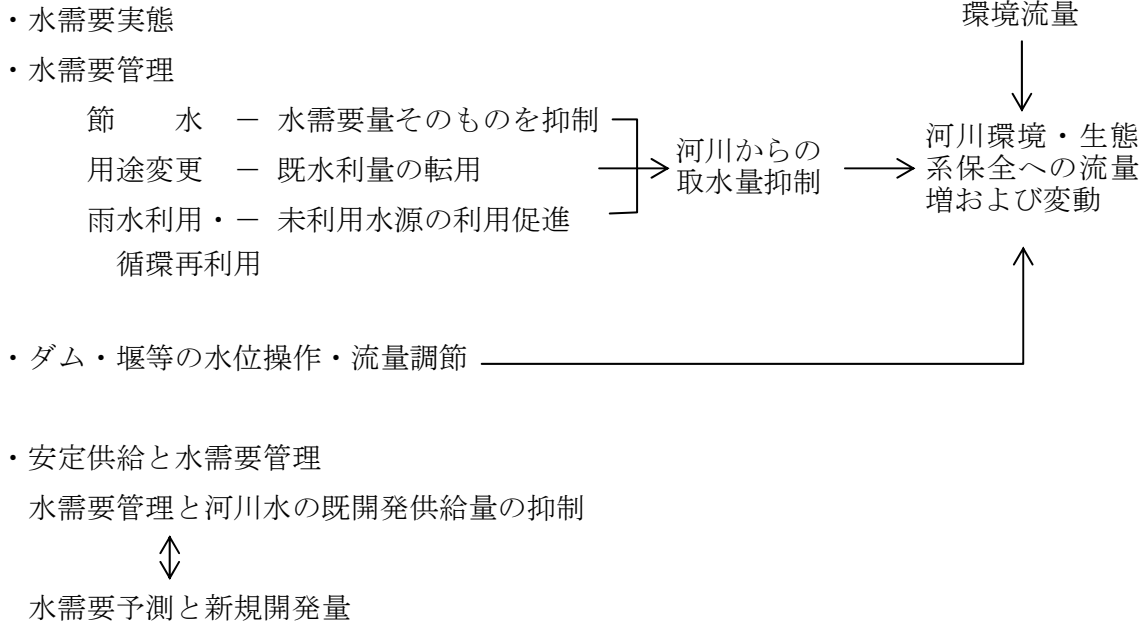 ・水需要実態
環境流量
・水需要管理
節　水 － 水需要量そのものを抑制
用途変更 － 既水利量の転用
雨水利用・－ 未利用水源の利用促進
循環再利用
河川からの
取水量抑制
河川環境・生態
系保全への流量
増および変動
・ダム・堰等の水位操作・流量調節
・安定供給と水需要管理
水需要管理と河川水の既開発供給量の抑制
水需要予測と新規開発量